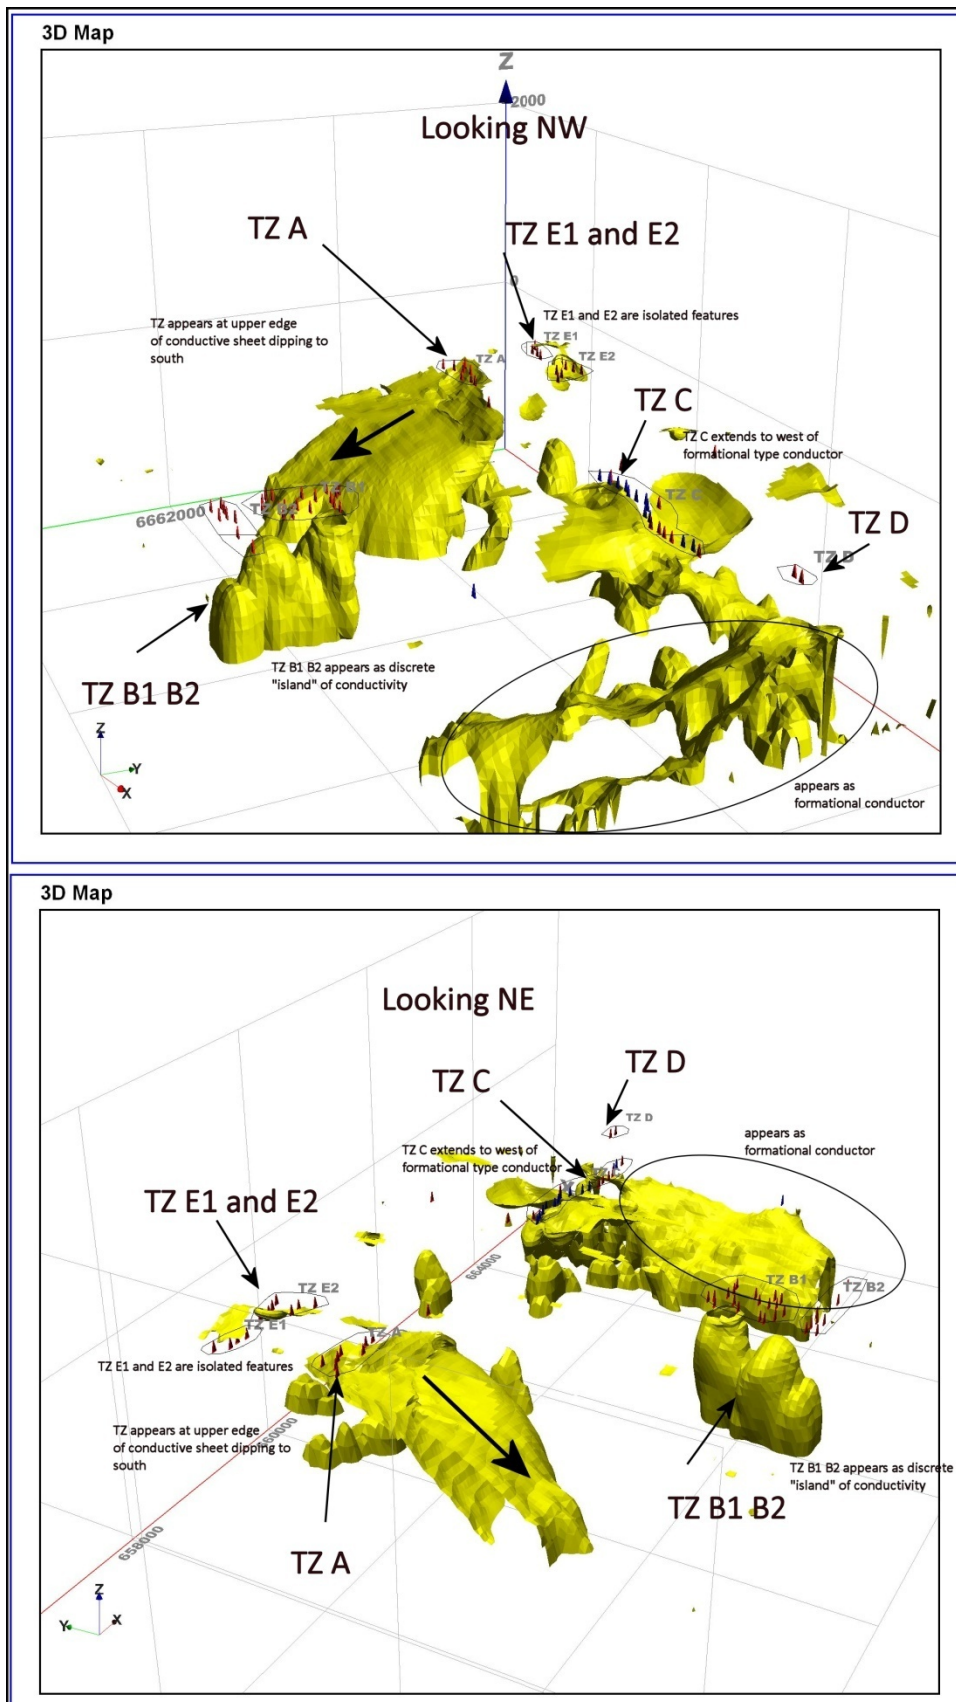 3D Map
Z
2000
Looking NW
TZ A
TZ E1 and E2
0
TZ appears at upper edge
of conductive sheet dipping to
south
TZ E1 and E2 are isolated features
TZ E1
TZ E2
TZ A
TZ C
TZ C extends to west of
formational type conductor
TZ B1
TZ B2
TZ C
6662000
TZ D
TZ D
TZ B1 B2
TZ B1 B2 appears as discrete
"island" of conductivity
Z
Y
X
appears as
formational conductor
3D Map
Looking NE
TZ D
TZ C
TZ D
appears as
formational conductor
TZ C extends to west of
formational type conductor
TZ C
TZ E1 and E2
664000
TZ B1
TZ B2
TZ E2
TZ E1
TZ A
TZ E1 and E2 are isolated features
TZ appears at upper edge
of conductive sheet dipping to
south
660000
TZ B1 B2 appears as discrete
"island" of conductivity
TZ B1 B2
658000
TZ A
Z
Y
X